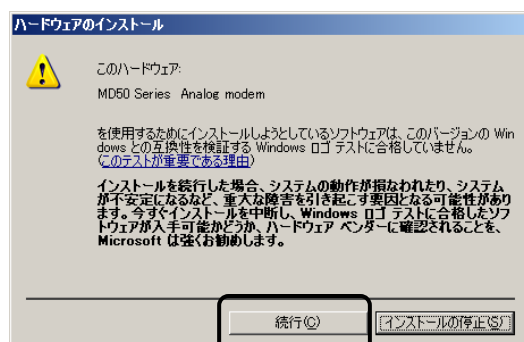 ハードウェアのインストール
このハードウェア:
MD50 Series Analog modem
を使用するためにインストールしようとしているソフトウェアは、このバージョンの Win
dows との互換性を検証する Windows ロゴ テストに合格していません。
(このテストが重要である理由)
インストールを続行した場合、システムの動作が損なわれたり、システム
が不安定になるなど、重大な障害を引き起こす要因となる可能性があり
ます。今すぐインストールを中断し、Windows ロゴ テストに合格したソフ
トウェアが入手可能かどうか、ハードウェア ベンダーに確認されることを、
Microsoft は強くお勧めします。
続行(C)
インストールの停止(S)